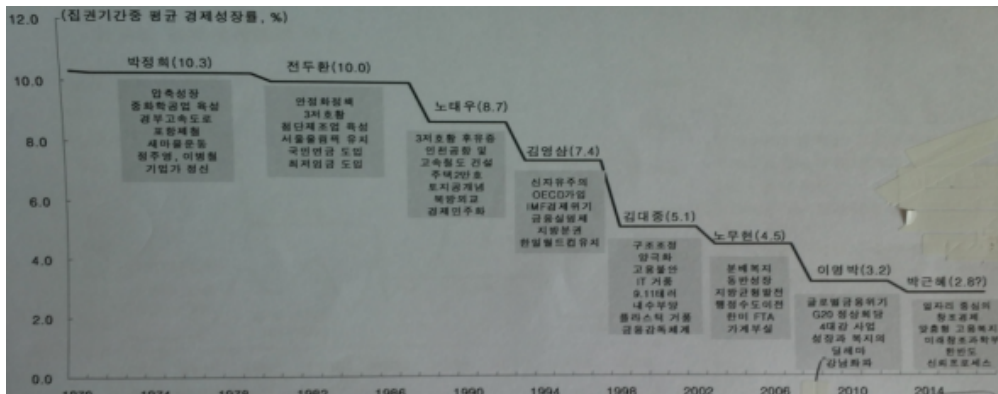 (집권기간중 평균 경제성장률, %)
12.0
10.0
8.0
6.0
4.0
2.0
0.0
박정희(10.3)
압축성장
중화학공업 육성
경부고속도로
포항제철
새마을운동
정주영, 이병철
기업가 정신
전두환(10.0)
안정화정책
3저호황
첨단제조업 육성
서울올림픽 유치
국민연금 도입
최저임금 도입
노태우(8.7)
3저호황 후유증
인천공항 및
고속철도 건설
주택2만호
토지공개념
북방외교
경제민주화
김영삼(7.4)
신자유주의
OECD가입
IMF경제위기
금융실명제
지방분권
한일월드컵유치
김대중(5.1)
구조조정
양극화
고용불안
IT 거품
9.11테러
내수부양
플라스틱 거품
금융감독체계
노무현(4.5)
분배복지
동반성장
지방균형발전
행정수도이전
한미 FTA
가계부실
이명박(3.2)
글로벌금융위기
G20 정상회담
4대강 사업
성장과 복지의
딜레마
강남좌파
박근혜(2.8?)
일자리 중심의
창조경제
맞춤형 고용복지
미래창조과학부
한반도
신뢰프로세스
1974
1978
1982
1986
1990
1994
1998
2002
2006
2010
2014